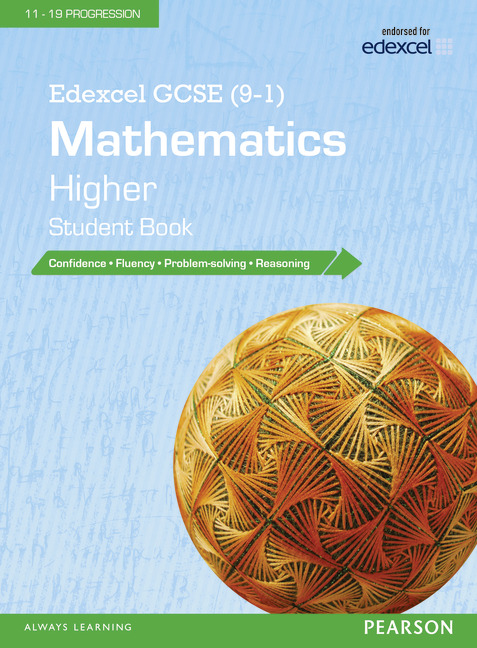 11 - 19 PROGRESSION
endorsed for
edexcel
Edexcel GCSE (9-1)
Mathematics
Higher
Student Book
Confidence • Fluency • Problem-solving • Reasoning
ALWAYS LEARNING
PEARSON